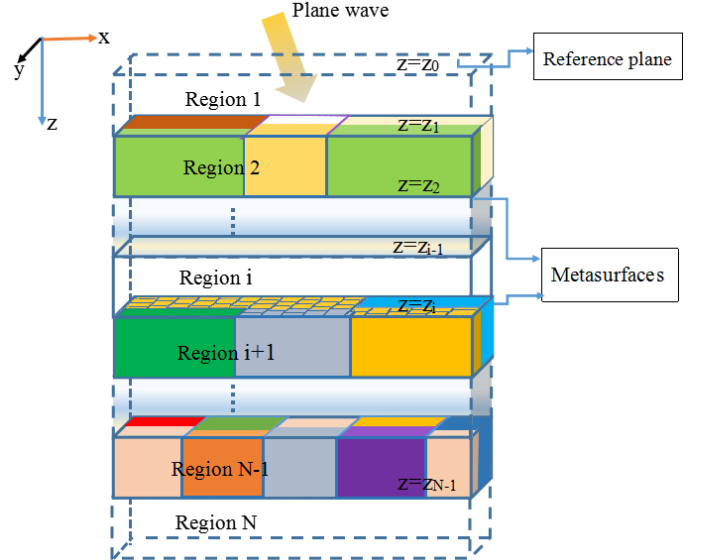 Plane wave
x
y
z
z=z0
Reference plane
Region 1
z=z1
Region 2
z=z2
z=zi-1
Region i
Metasurfaces
z=zi
Region i+1
Region N-1
z=zN-1
Region N